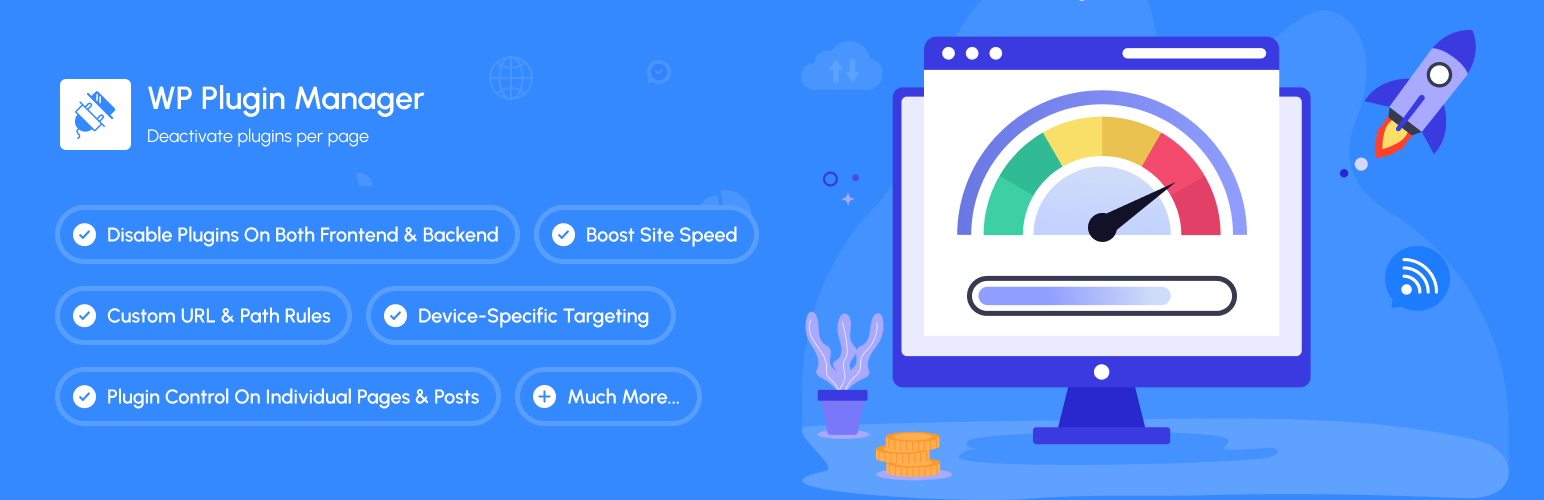 WP Plugin Manager
Deactivate plugins per page
Disable Plugins On Both Frontend & Backend
Boost Site Speed
Custom URL & Path Rules
Device-Specific Targeting
Plugin Control On Individual Pages & Posts
Much More...